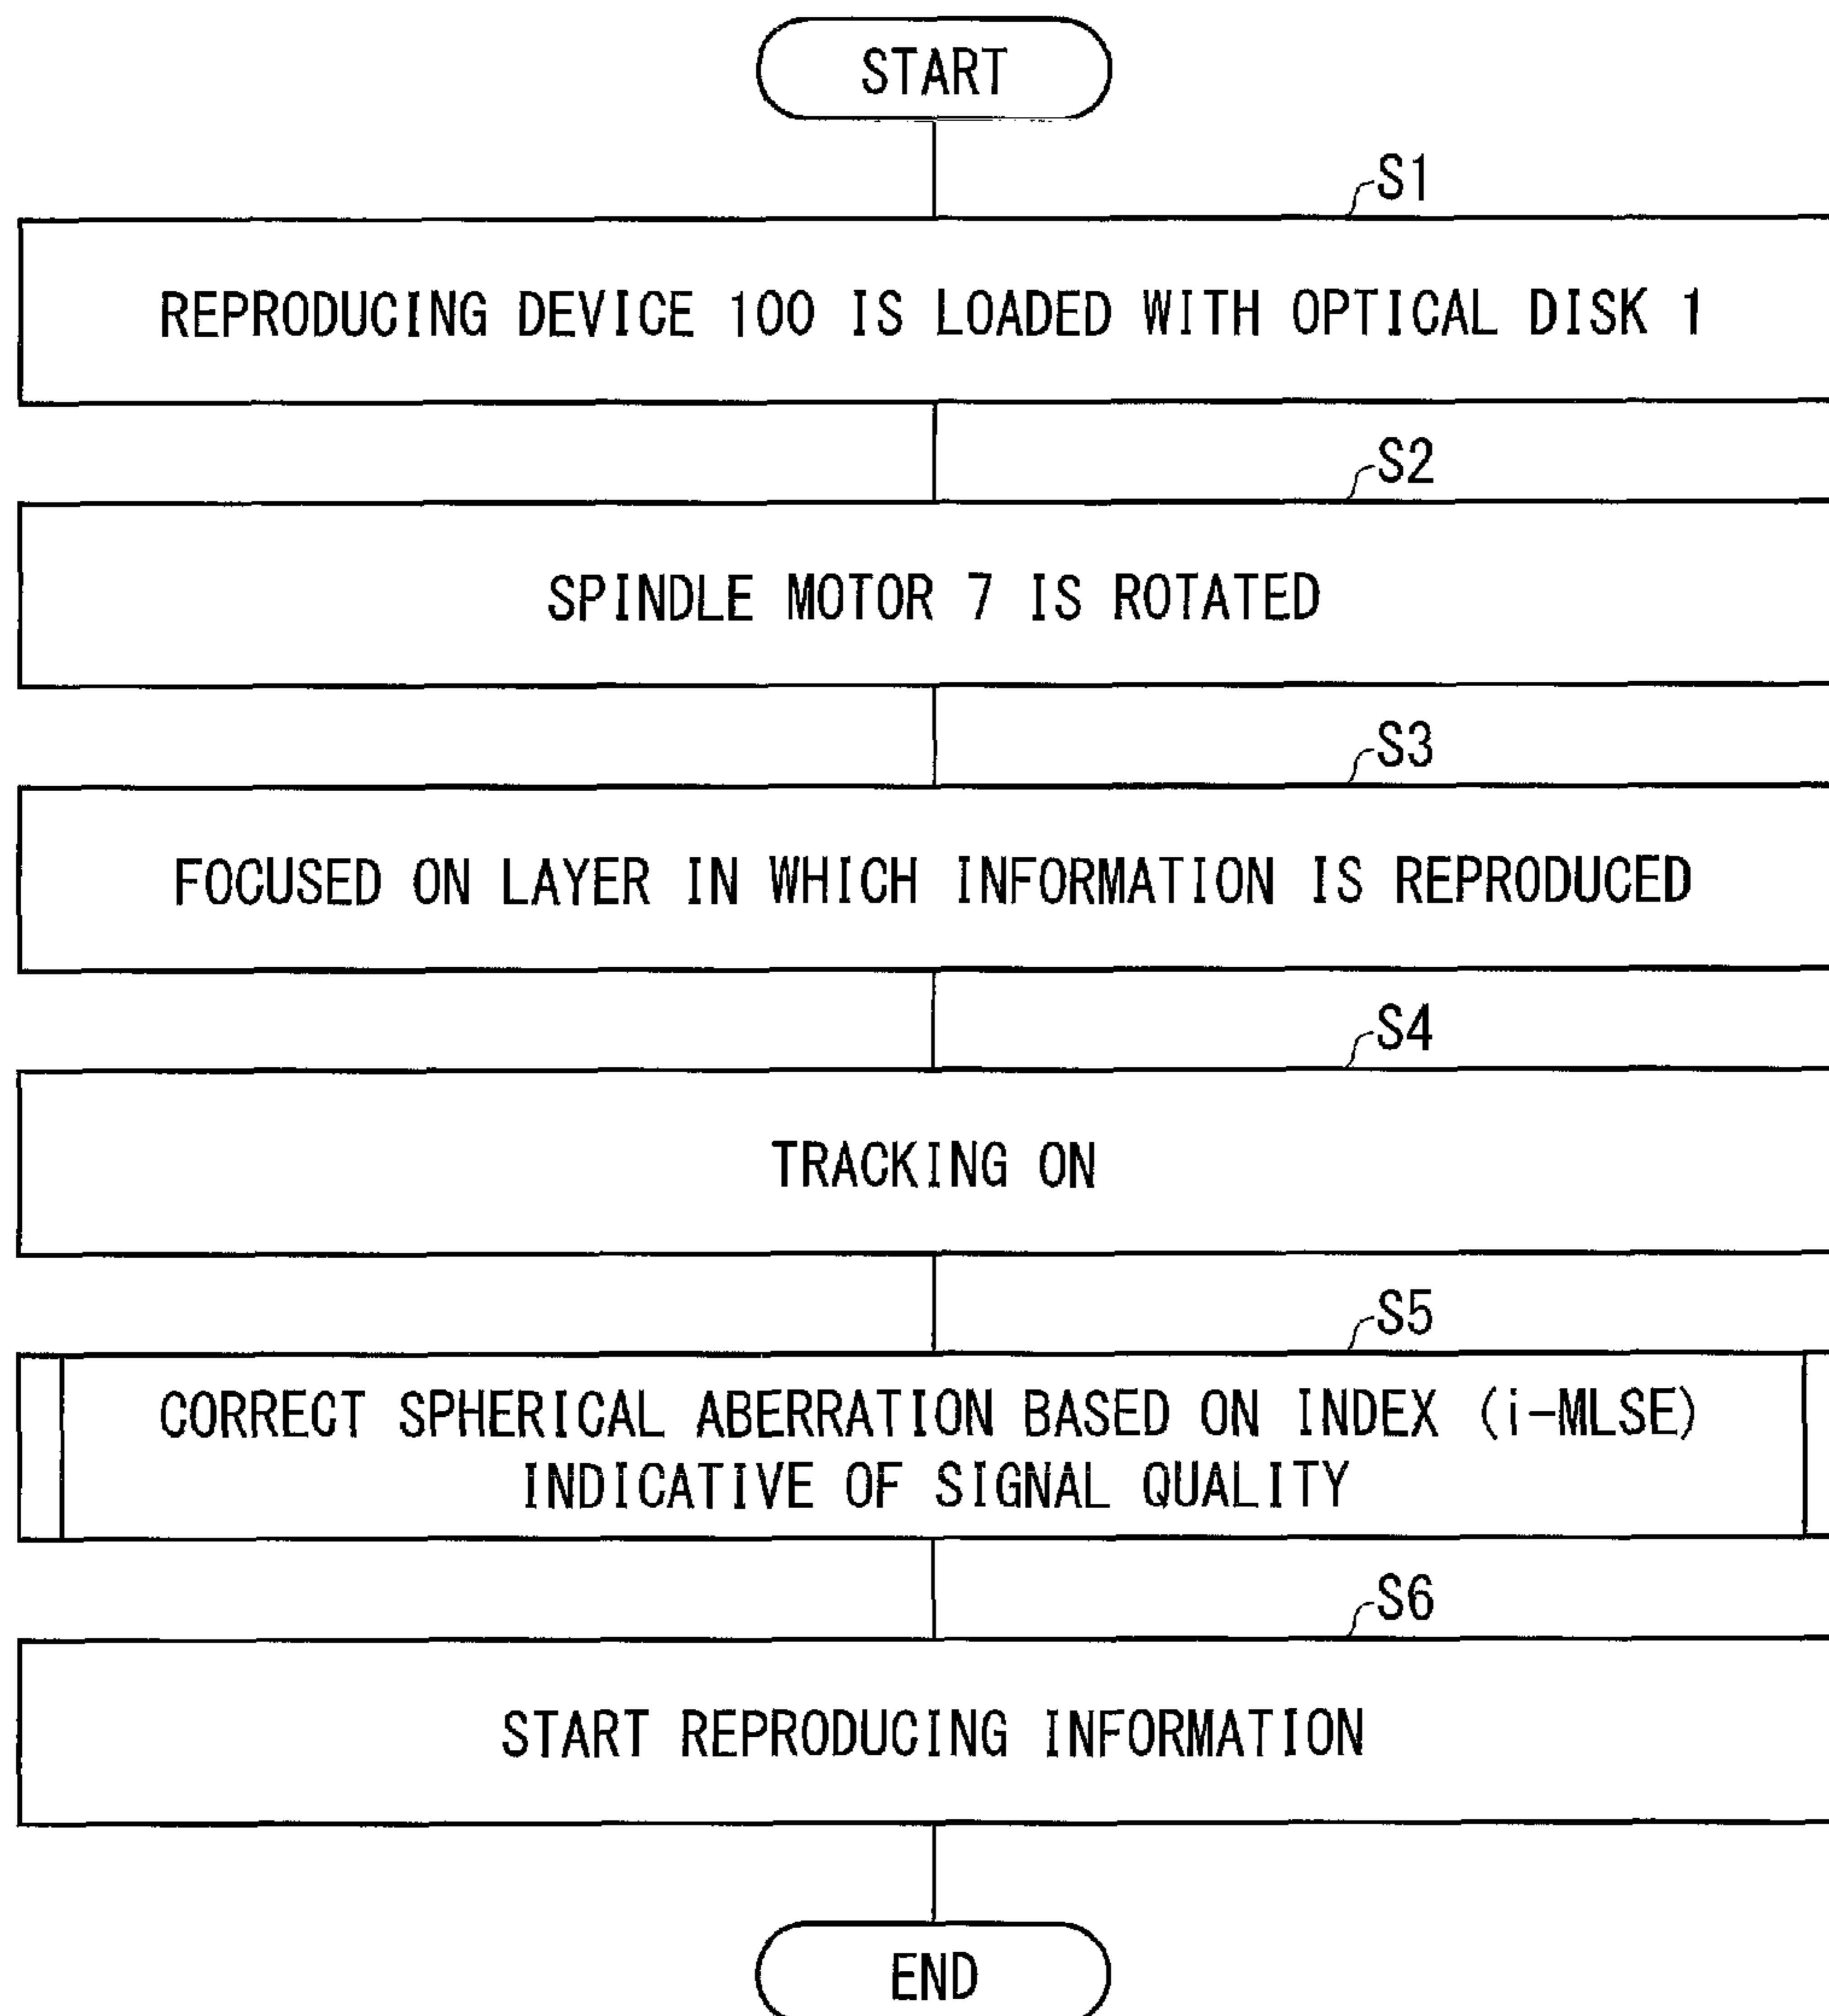 START
S1
REPRODUCING DEVICE 100 IS LOADED WITH OPTICAL DISK 1
S2
SPINDLE MOTOR 7 IS ROTATED
S3
FOCUSED ON LAYER IN WHICH INFORMATION IS REPRODUCED
S4
TRACKING ON
S5
CORRECT SPHERICAL ABERRATION BASED ON INDEX (i-MLSE)
INDICATIVE OF SIGNAL QUALITY
S6
START REPRODUCING INFORMATION
END